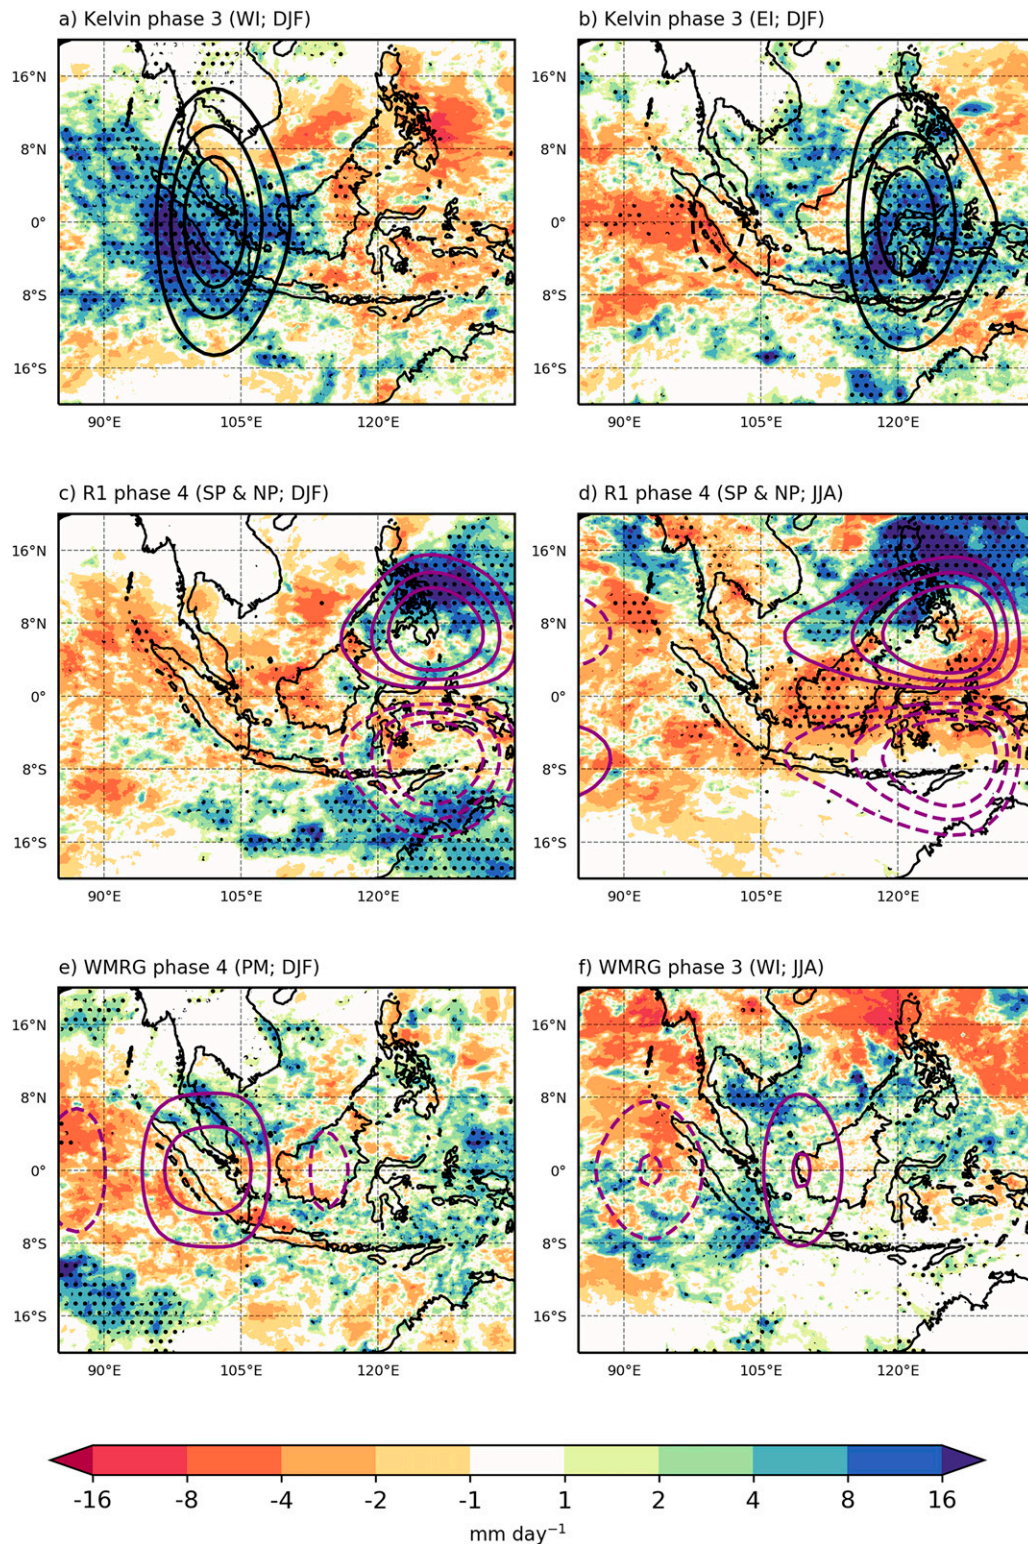 a) Kelvin phase 3 (WI; DJF)
b) Kelvin phase 3 (EI; DJF)
16°N
8°N
0°
8°S
16°S
90°E 105°E 120°E
16°N
8°N
0°
8°S
16°S
90°E 105°E 120°E
c) R1 phase 4 (SP & NP; DJF)
d) R1 phase 4 (SP & NP; JJA)
16°N
8°N
0°
8°S
16°S
90°E 105°E 120°E
16°N
8°N
0°
8°S
16°S
90°E 105°E 120°E
e) WMRG phase 4 (PM; DJF)
f) WMRG phase 3 (WI; JJA)
16°N
8°N
0°
8°S
16°S
90°E 105°E 120°E
16°N
8°N
0°
8°S
16°S
90°E 105°E 120°E
-16 -8 -4 -2 -1 1 2 4 8 16
mm day⁻¹